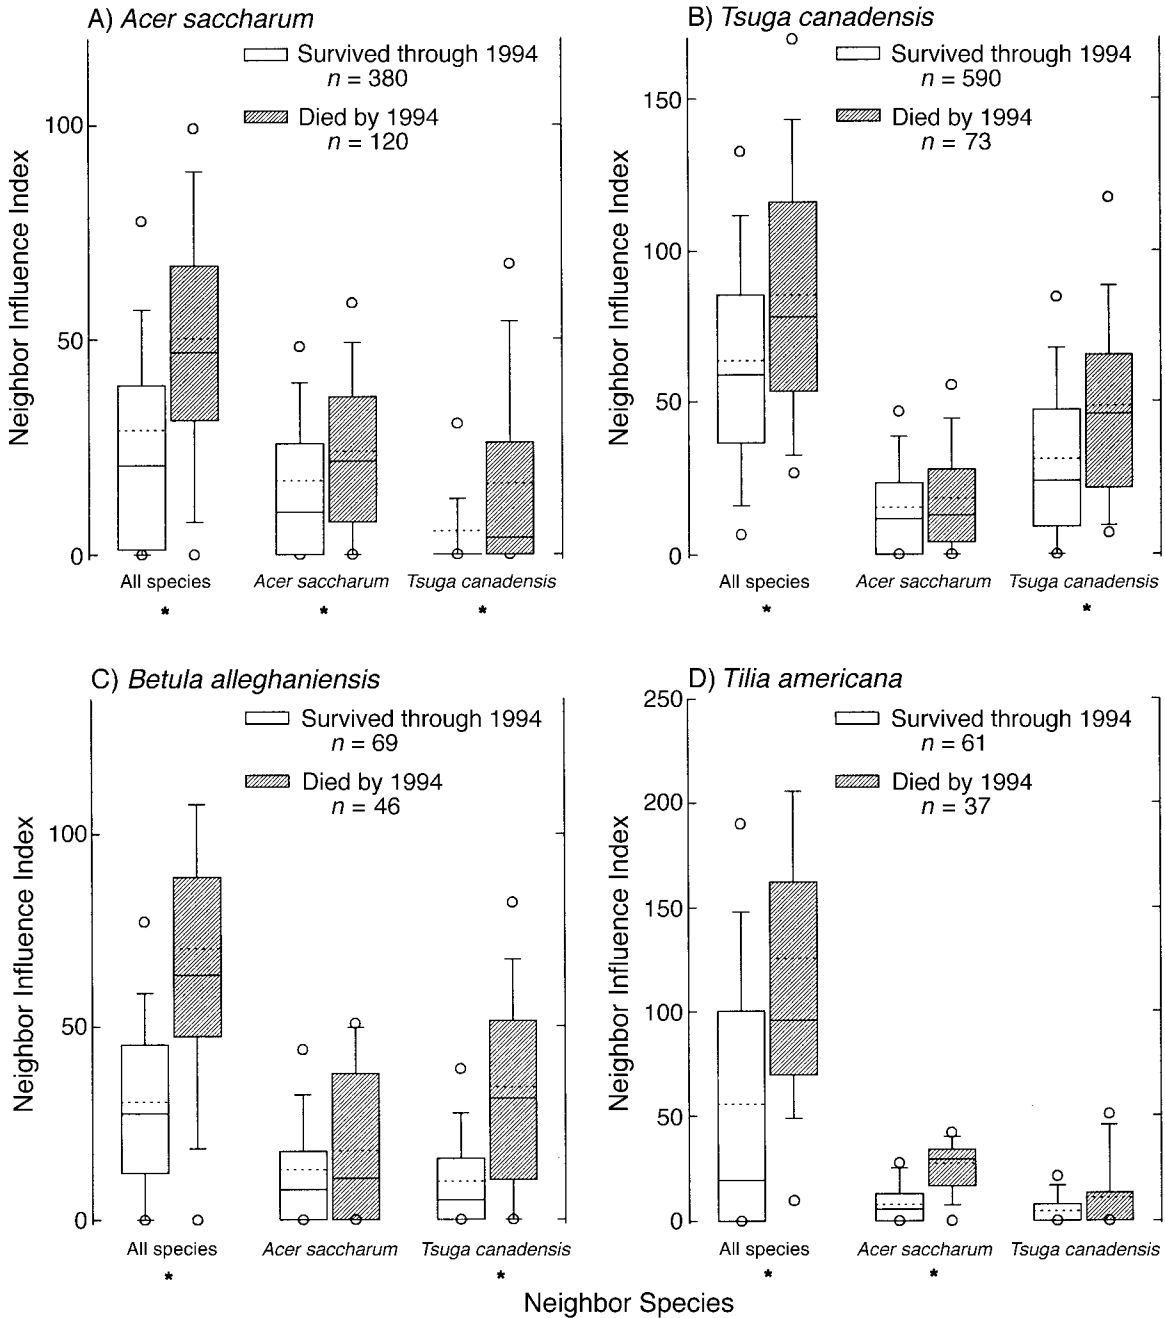 A) Acer saccharum
Survived through 1994
n = 380
Died by 1994
n = 120
100
50
0
Neighbor Influence Index
All species
Acer saccharum
Tsuga canadensis
*
*
*
B) Tsuga canadensis
Survived through 1994
n = 590
Died by 1994
n = 73
150
100
50
0
Neighbor Influence Index
All species
Acer saccharum
Tsuga canadensis
*
*
C) Betula alleghaniensis
Survived through 1994
n = 69
Died by 1994
n = 46
100
50
0
Neighbor Influence Index
All species
Acer saccharum
Tsuga canadensis
*
*
D) Tilia americana
Survived through 1994
n = 61
Died by 1994
n = 37
250
200
150
100
50
0
Neighbor Influence Index
All species
Acer saccharum
Tsuga canadensis
*
*
Neighbor Species